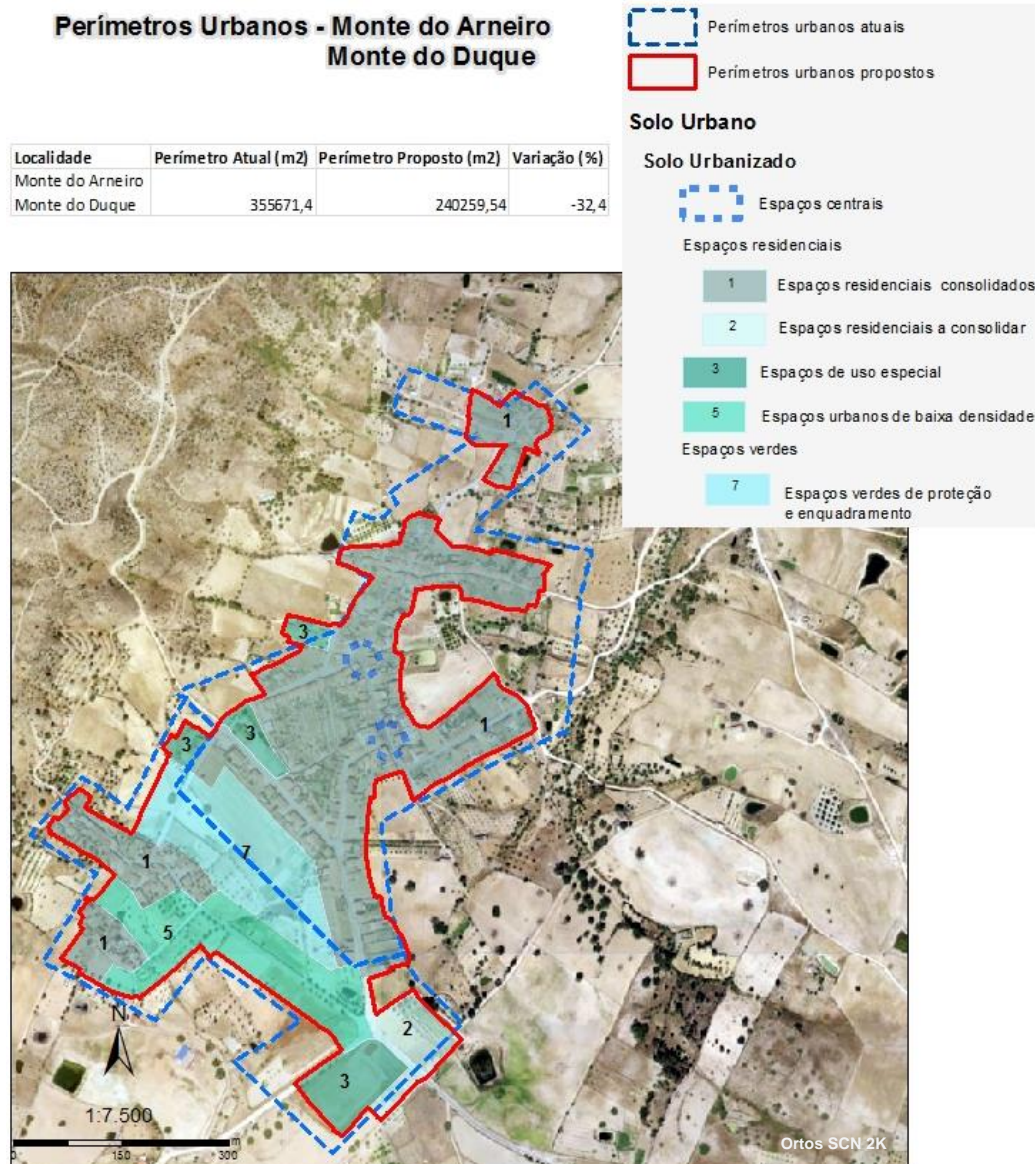 Perímetros Urbanos - Monte do Arneiro
Monte do Duque
Localidade Perímetro Atual (m2) Perímetro Proposto (m2) Variação (%)
Monte do Arneiro
Monte do Duque 355671,4 240259,54 -32,4
Perímetros urbanos atuais
Perímetros urbanos propostos
Solo Urbano
Solo Urbanizado
Espaços centrais
Espaços residenciais
1 Espaços residenciais consolidados
2 Espaços residenciais a consolidar
3 Espaços de uso especial
5 Espaços urbanos de baixa densidade
Espaços verdes
7 Espaços verdes de proteção
e enquadramento
1
3
1
3
3
7
1
5
1
2
3
N
1:7.500
0 150 300
Ortos SCN 2K